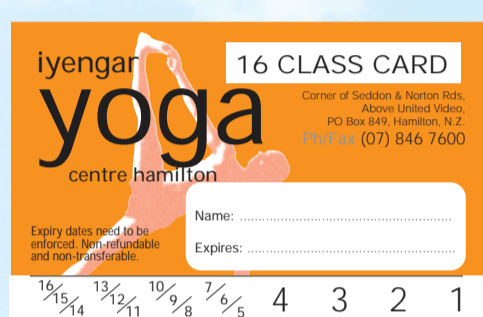 iyengar
yoga
centre hamilton
16 CLASS CARD
Corner of Seddon & Norton Rds,
Above United Video,
PO Box 849, Hamilton, N.Z.
Ph/Fax (07) 846 7600
Name: ....................................................
Expires: ..................................................
Expiry dates need to be
enforced. Non-refundable
and non-transferable.
16/15/14 13/12/11 10/9/8 7/6/5 4 3 2 1